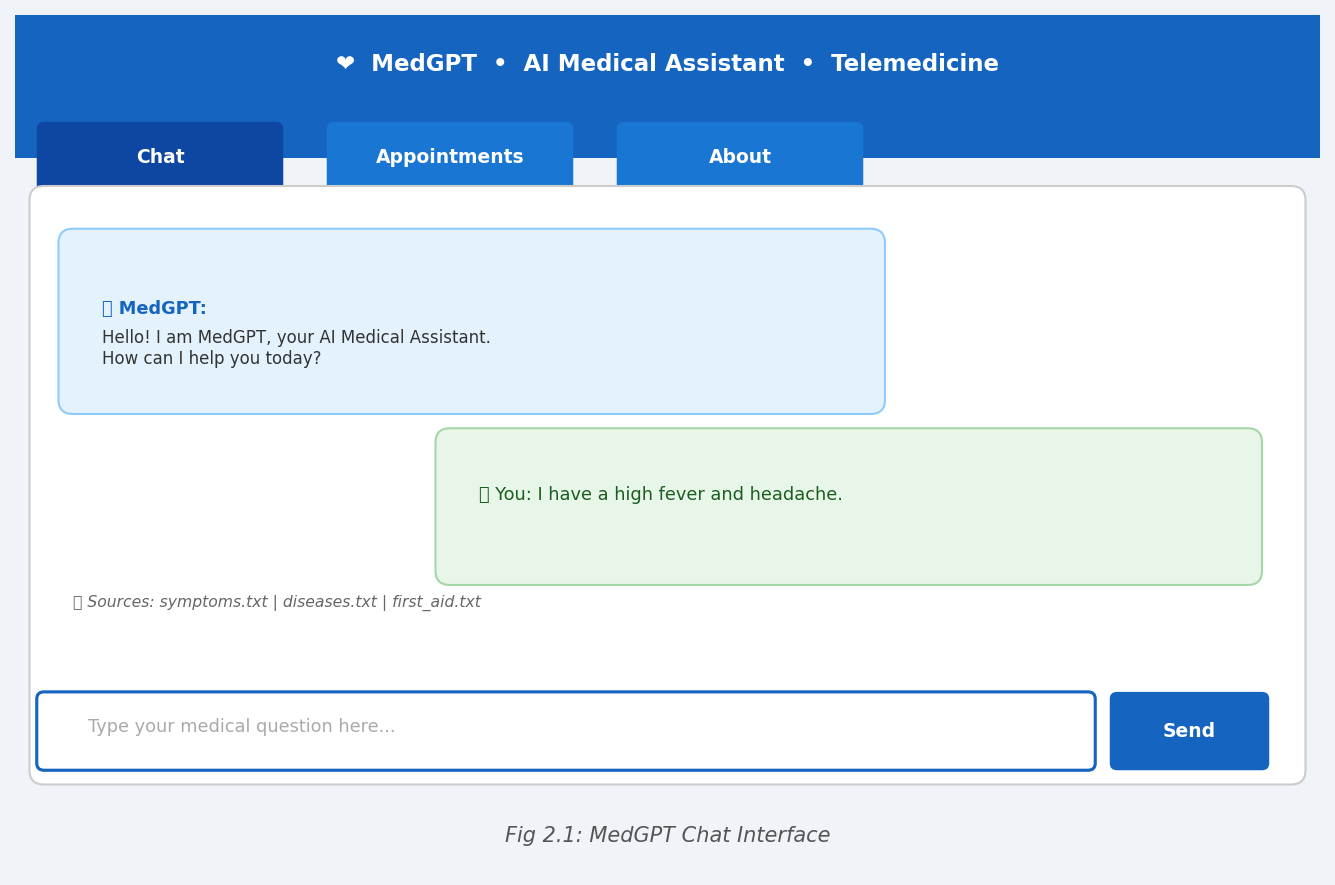 ❤ MedGPT • AI Medical Assistant • Telemedicine
Chat
Appointments
About
MedGPT:
Hello! I am MedGPT, your AI Medical Assistant.
How can I help you today?
You: I have a high fever and headache.
Sources: symptoms.txt | diseases.txt | first_aid.txt
Type your medical question here...
Send
Fig 2.1: MedGPT Chat Interface